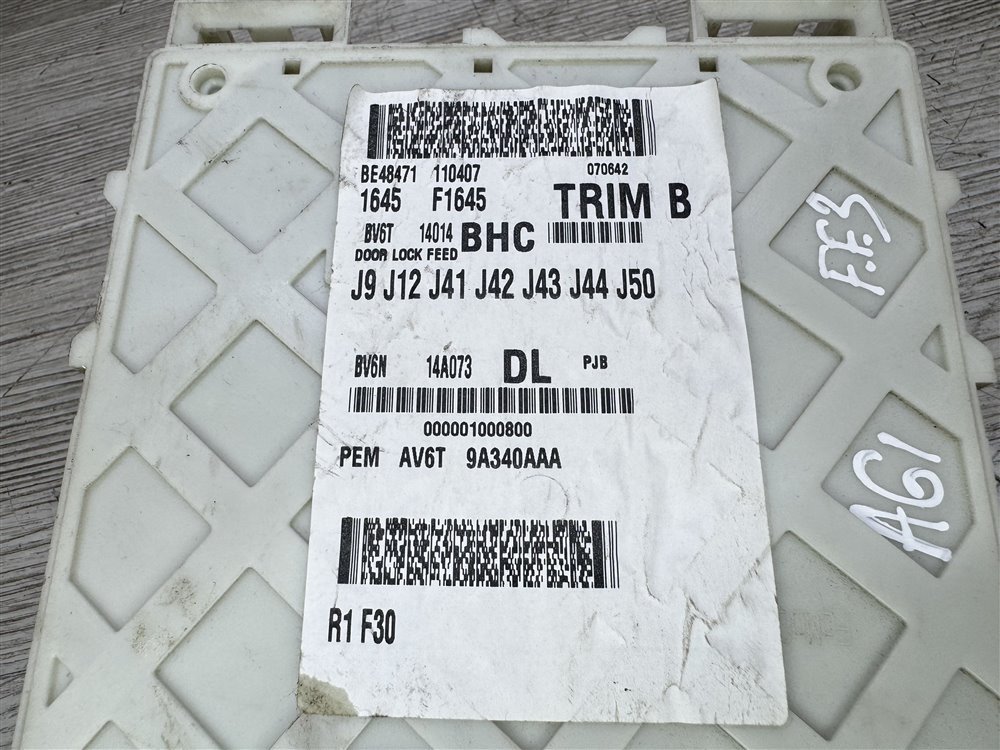 BE48471 110407 070642
1645 F1645 TRIM B
BV6T 14014 BHC
DOOR LOCK FEED
J9 J12 J41 J42 J43 J44 J50
BV6N 14A073 DL PJB
000001000800
PEM AV6T 9A340AAA
R1 F30
F.F.3
A61